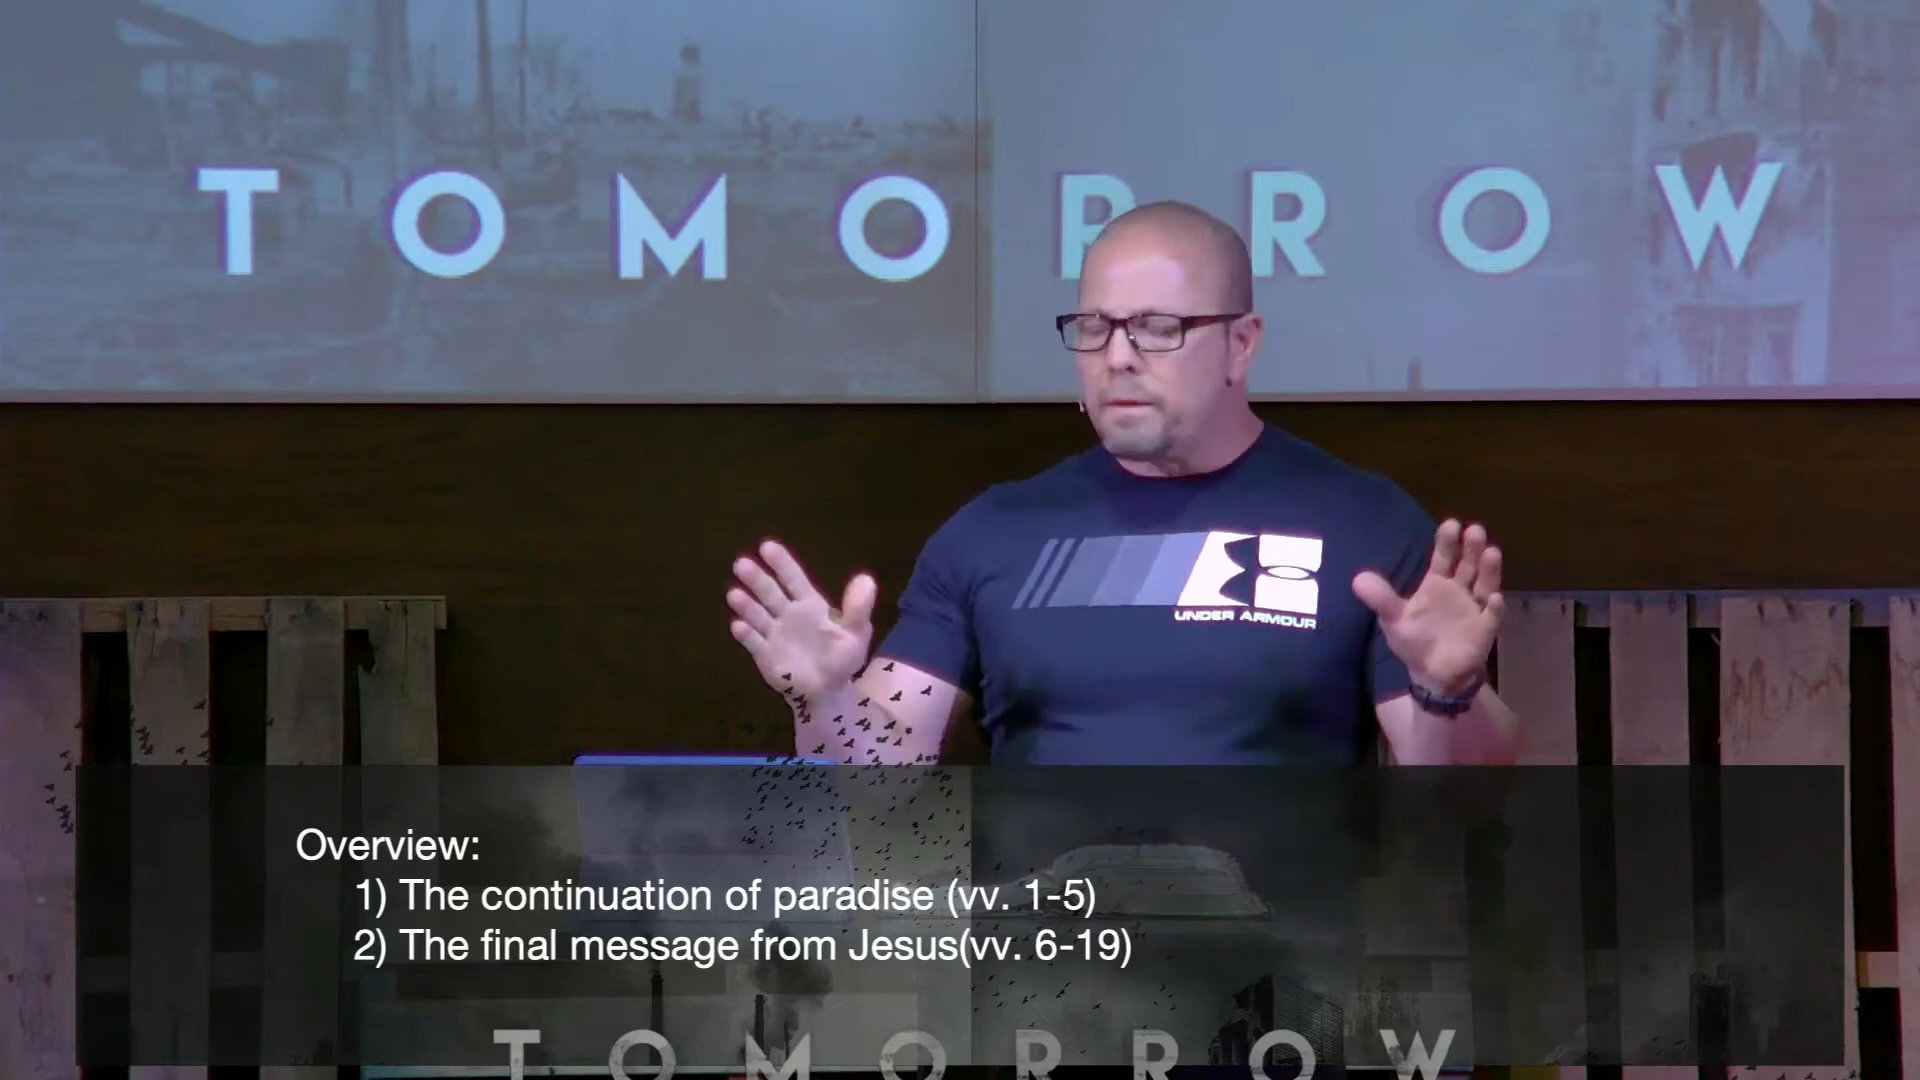 TOMORROW
UNDER ARMOUR
Overview:
1) The continuation of paradise (vv. 1-5)
2) The final message from Jesus(vv. 6-19)
TOMORROW